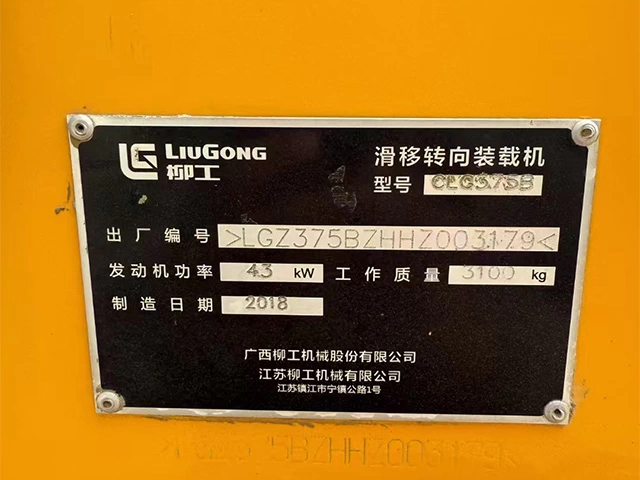 LG LIUGONG
柳工
滑移转向装载机
型号 CLG375B
出厂编号 >LGZ375BZHHZ003179<
发动机功率 43 kW 工作质量 3100 kg
制造日期 2018
广西柳工机械股份有限公司
江苏柳工机械有限公司
江苏镇江市宁镇公路1号
>LGZ375BZHHZ003179<